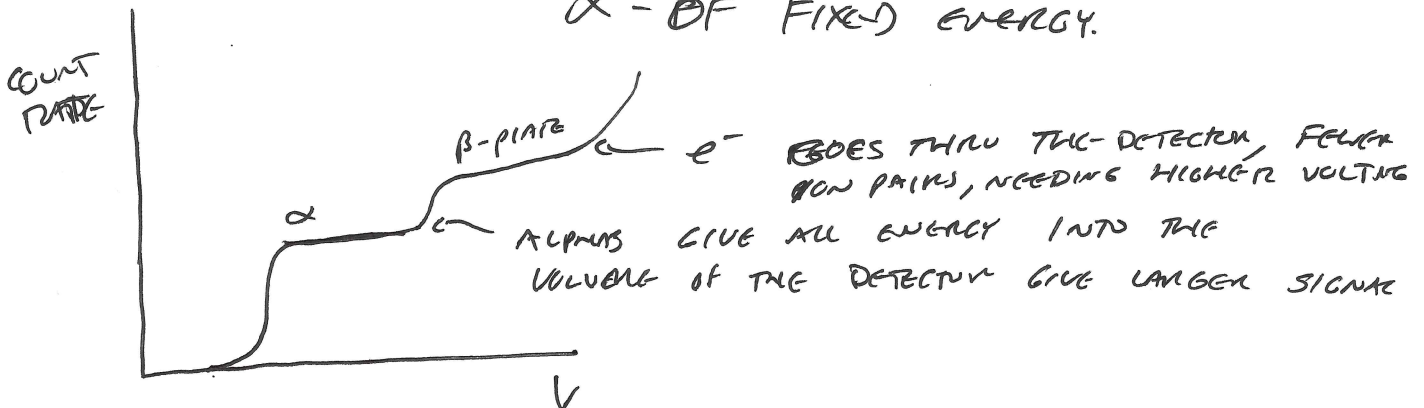 α - OF FIXED ENERGY.
COUNT
RATE
β-PLATE
e⁻ GOES THRU THE DETECTOR, FEWER
ION PAIRS, NEEDING HIGHER VOLTAGE
α
ALPHAS GIVE ALL ENERGY INTO THE
VOLUME OF THE DETECTOR GIVE LARGER SIGNAL
V